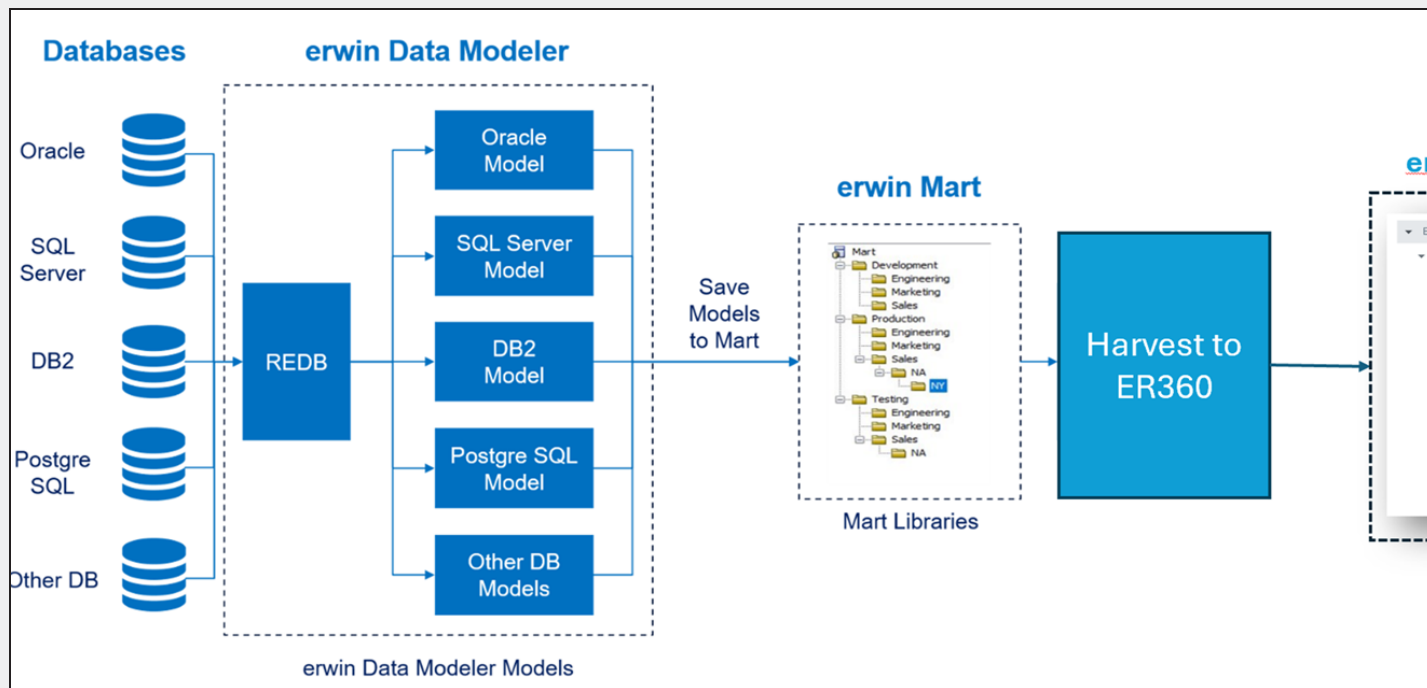 Databases
erwin Data Modeler
Oracle
SQL
Server
DB2
Postgre
SQL
Other DB
REDB
Oracle
Model
SQL Server
Model
DB2
Model
Postgre SQL
Model
Other DB
Models
erwin Data Modeler Models
Save
Models
to Mart
erwin Mart
Mart
Development
Engineering
Marketing
Sales
Production
Engineering
Marketing
Sales
NA
NY
Testing
Engineering
Marketing
Sales
NA
Mart Libraries
Harvest to
ER360